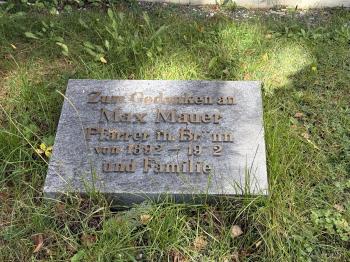 Zum Gedenken an
Max Mauer
Pfarrer in
von 1892 –
und Familie